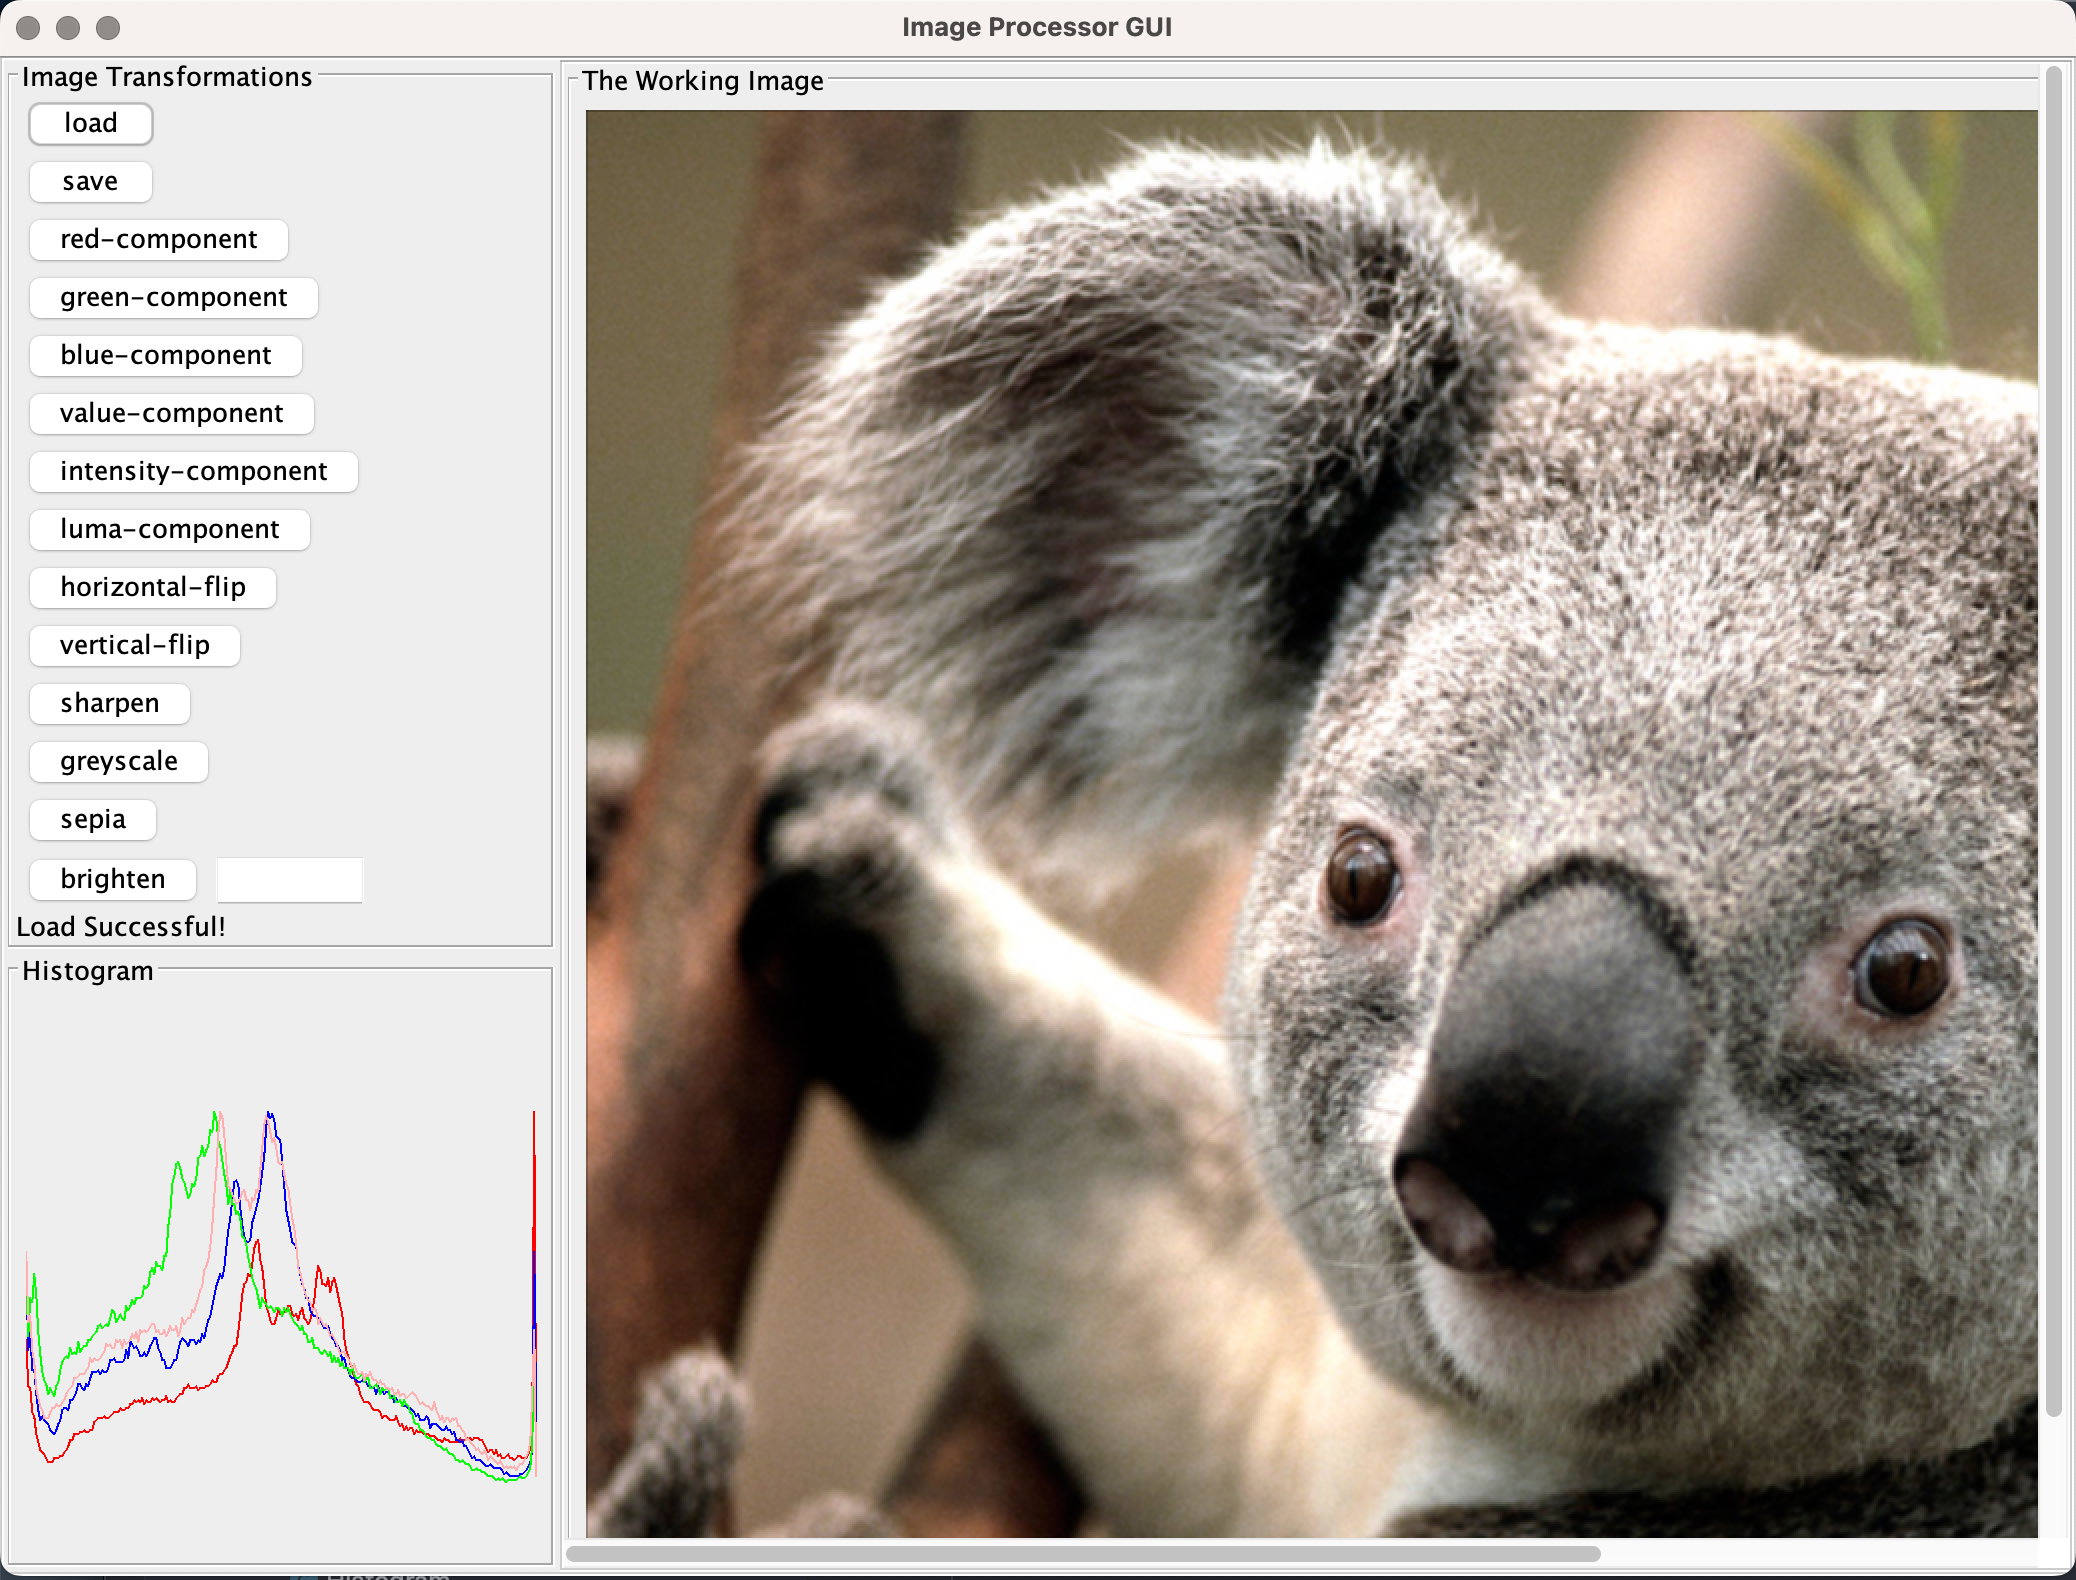 Image Processor GUI
Image Transformations
load
save
red-component
green-component
blue-component
value-component
intensity-component
luma-component
horizontal-flip
vertical-flip
sharpen
greyscale
sepia
brighten
Load Successful!
Histogram
The Working Image